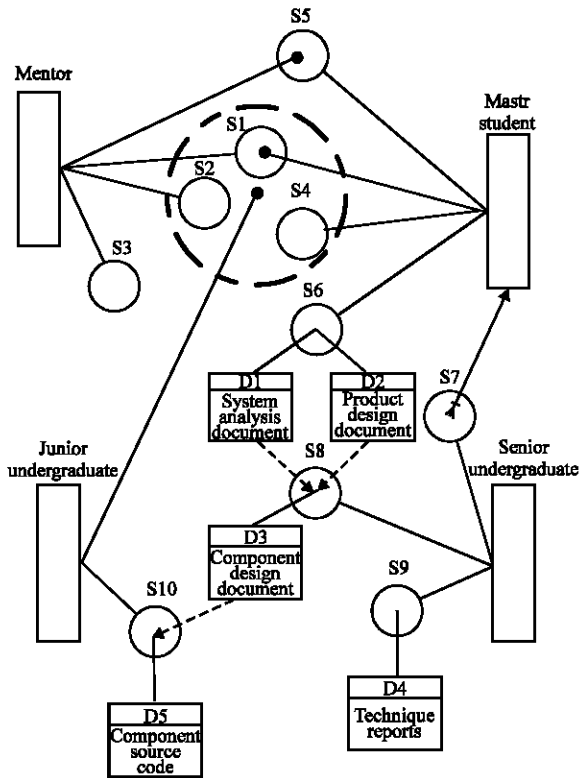 S5
Mentor
Mastr
student
S1
S2
S4
S3
S6
D1
System
analysis
document
D2
Product
design
document
S7
Junior
undergraduate
S8
Senior
undergraduate
D3
Component
design
document
S9
S10
D4
Technique
reports
D5
Component
source
code